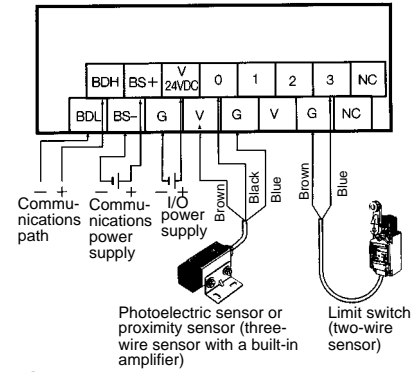 BDH BS+ V 24VDC 0 1 2 3 NC
BDL BS– G V G V G NC
– + – + – +
Brown Black Blue Brown Blue
Commu-
nications
path
Commu-
nications
power
supply
I/O
power
supply
Photoelectric sensor or
proximity sensor (three-
wire sensor with a built-in
amplifier)
Limit switch
(two-wire
sensor)